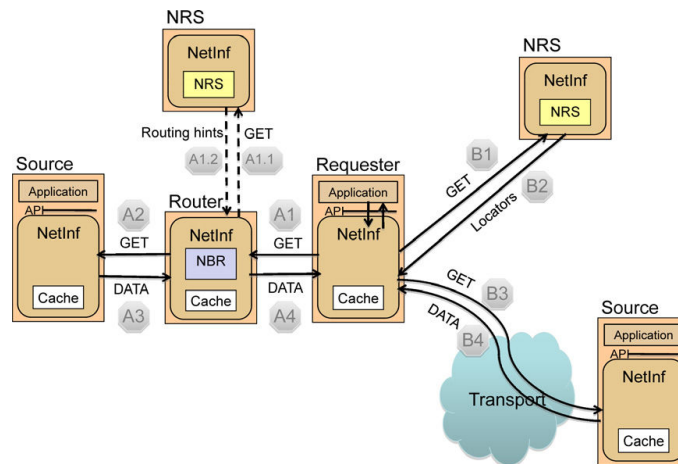 NRS
NetInf
NRS
NRS
NetInf
NRS
Routing hints
GET
A1.2
A1.1
B1
GET
B2
Locators
Source
Application
API
NetInf
Cache
A2
GET
DATA
A3
Router
NetInf
NBR
Cache
A1
GET
DATA
A4
Requester
Application
API
NetInf
Cache
GET
B3
DATA
B4
Transport
Source
Application
API
NetInf
Cache